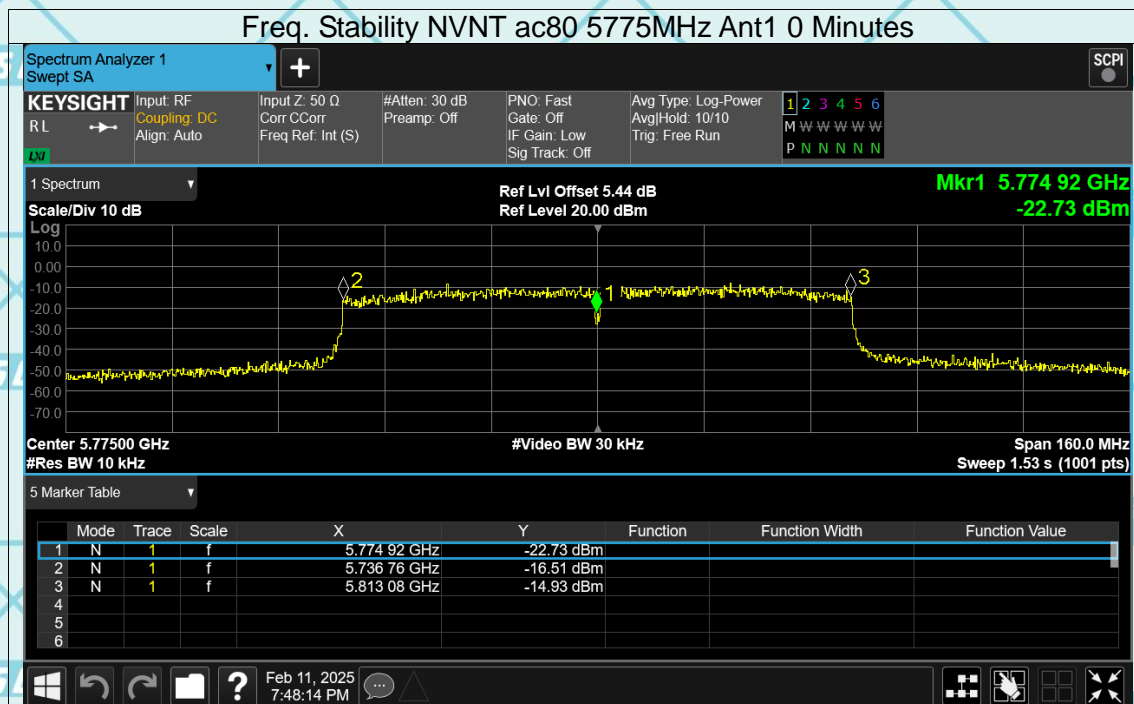 Freq. Stability NVNT ac80 5775MHz Ant1 0 Minutes
Spectrum Analyzer 1
Swept SA
+
SCPI
KEYSIGHT
RL
LXI
Input: RF
Coupling: DC
Align: Auto
Input Z: 50 Ω
Corr CCorr
Freq Ref: Int (S)
#Atten: 30 dB
Preamp: Off
PNO: Fast
Gate: Off
IF Gain: Low
Sig Track: Off
Avg Type: Log-Power
Avg|Hold: 10/10
Trig: Free Run
1 2 3 4 5 6
M W W W W W
P N N N N N
1 Spectrum
Scale/Div 10 dB
Ref Lvl Offset 5.44 dB
Ref Level 20.00 dBm
Mkr1 5.774 92 GHz
-22.73 dBm
Log
10.0
0.00
-10.0
-20.0
-30.0
-40.0
-50.0
-60.0
-70.0
2
1
3
Center 5.77500 GHz
#Video BW 30 kHz
Span 160.0 MHz
#Res BW 10 kHz
Sweep 1.53 s (1001 pts)
5 Marker Table
Mode Trace Scale X Y Function Function Width Function Value
1 N 1 f 5.774 92 GHz -22.73 dBm
2 N 1 f 5.736 76 GHz -16.51 dBm
3 N 1 f 5.813 08 GHz -14.93 dBm
4
5
6
?
Feb 11, 2025
7:48:14 PM